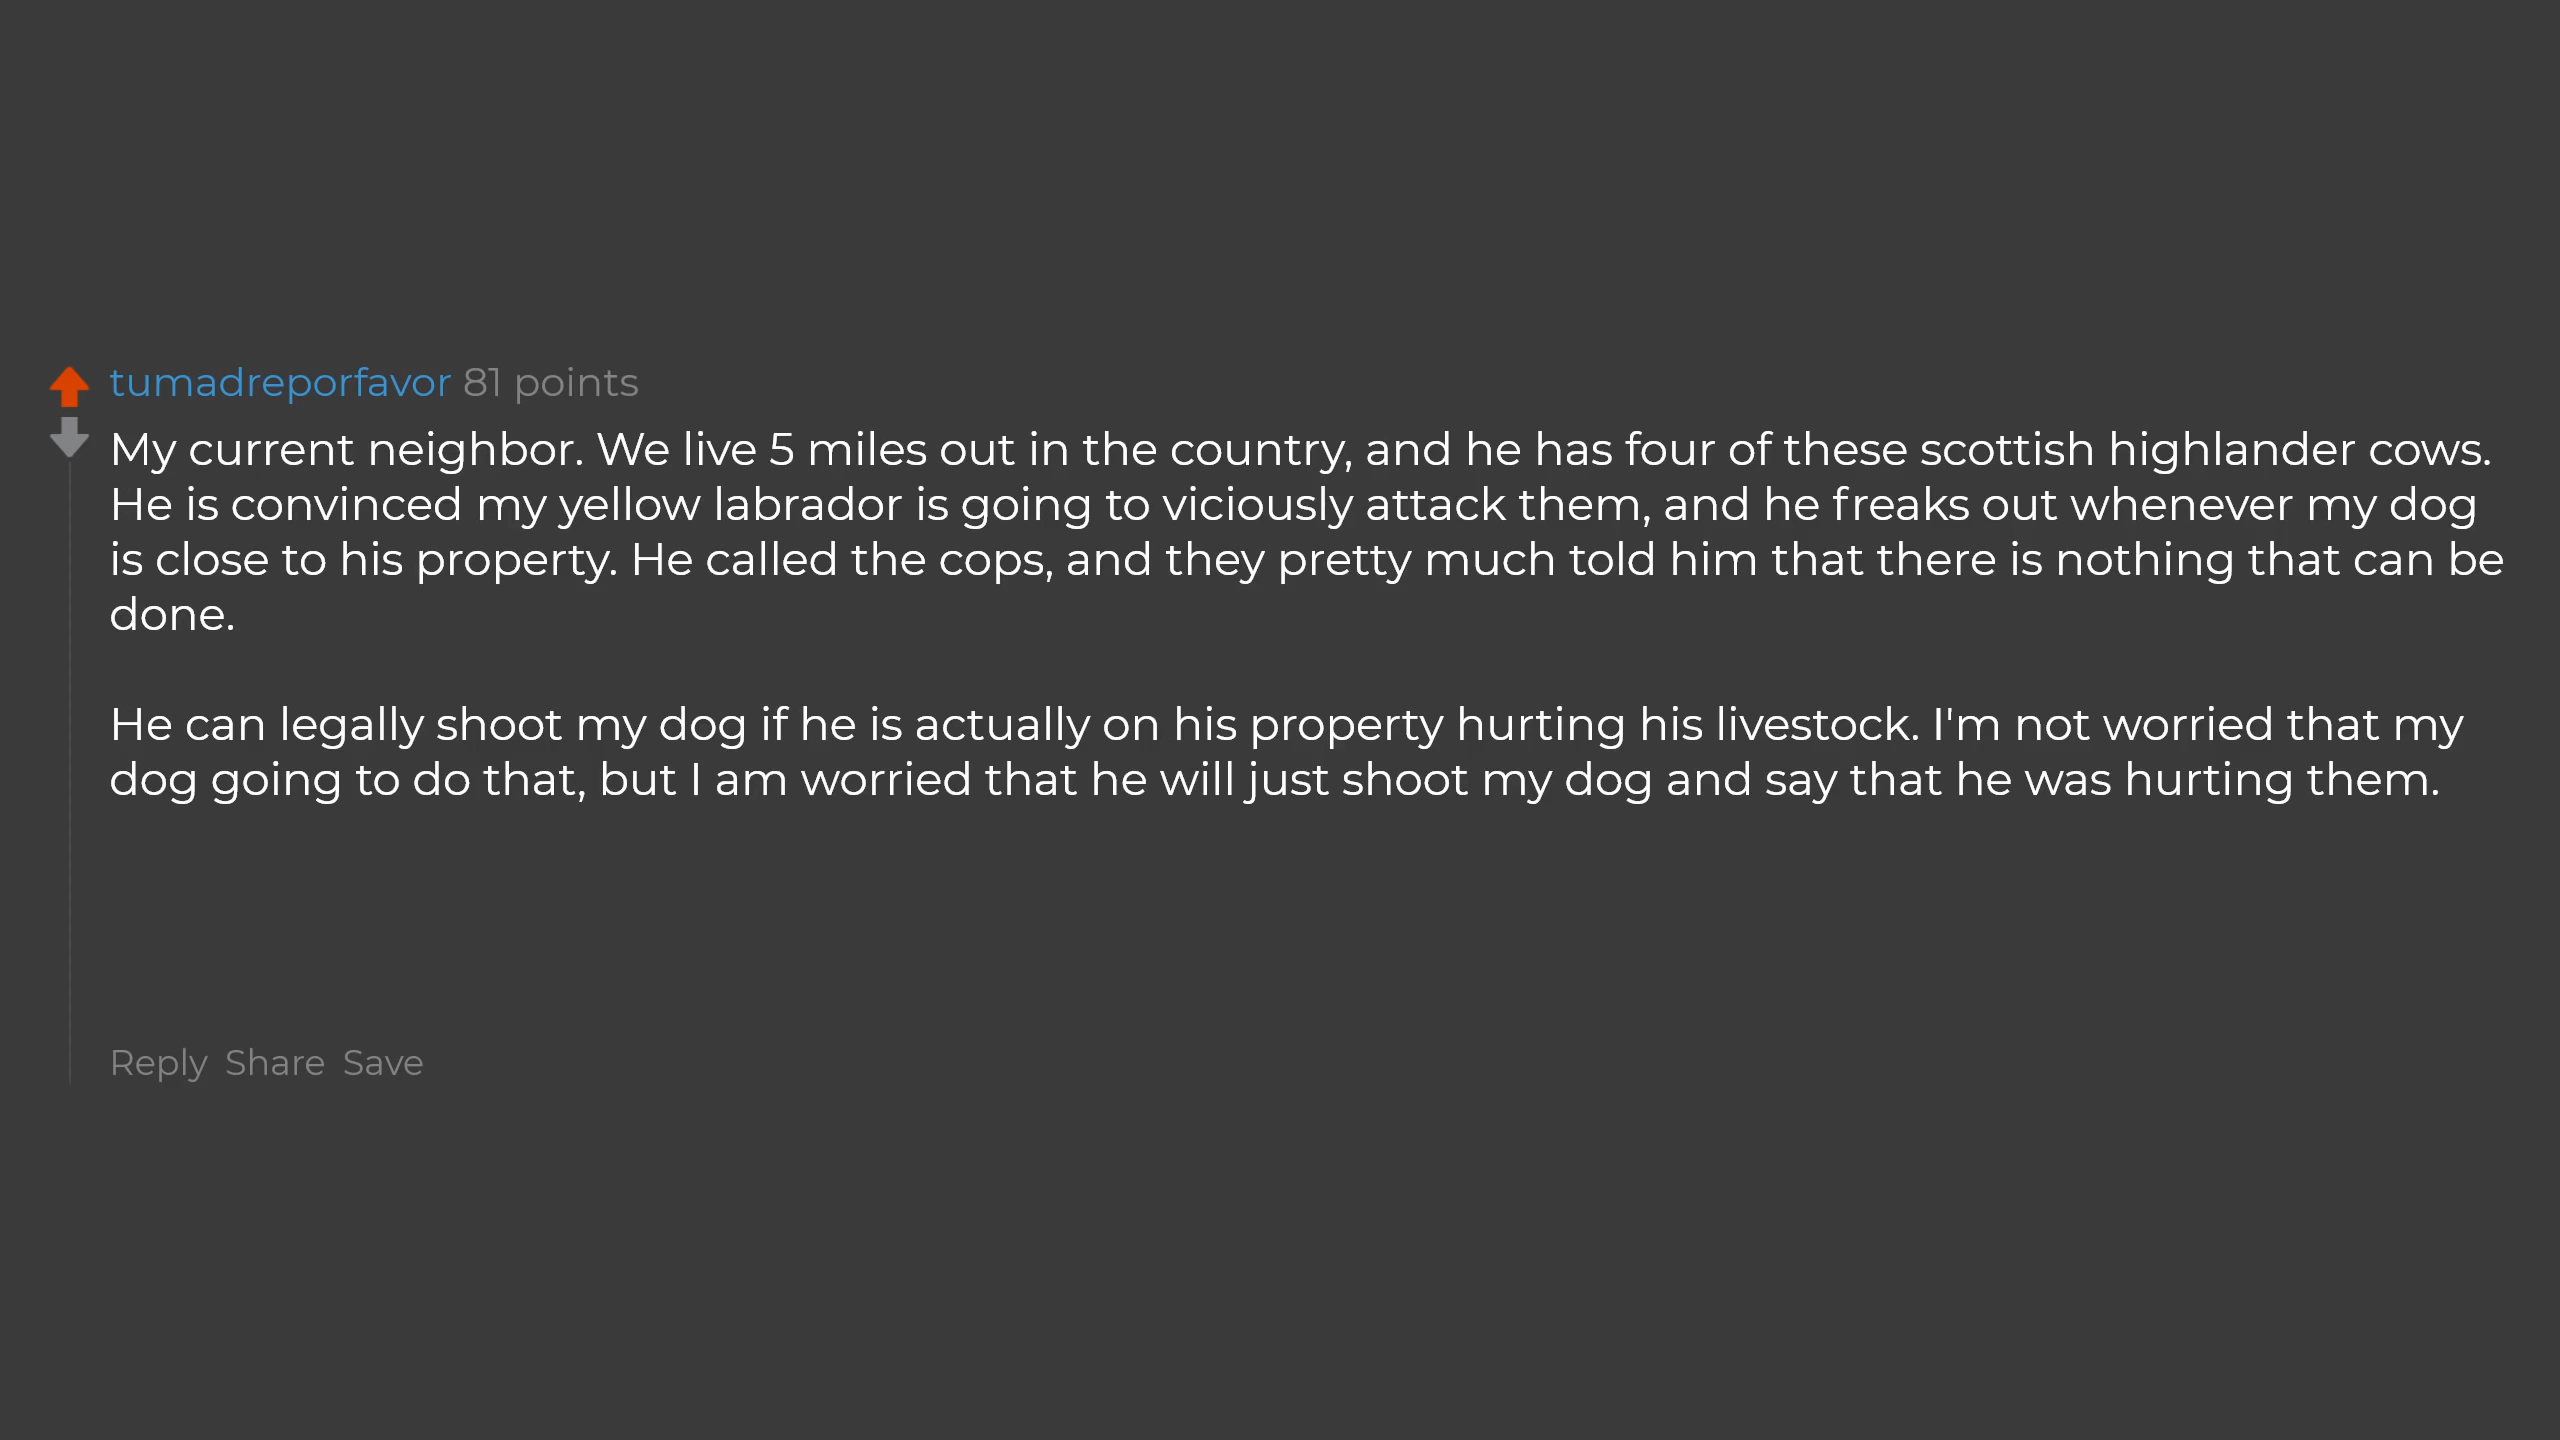 tumadreporfavor 81 points
My current neighbor. We live 5 miles out in the country, and he has four of these scottish highlander cows.
He is convinced my yellow labrador is going to viciously attack them, and he freaks out whenever my dog
is close to his property. He called the cops, and they pretty much told him that there is nothing that can be
done.
He can legally shoot my dog if he is actually on his property hurting his livestock. I'm not worried that my
dog going to do that, but I am worried that he will just shoot my dog and say that he was hurting them.
Reply Share Save